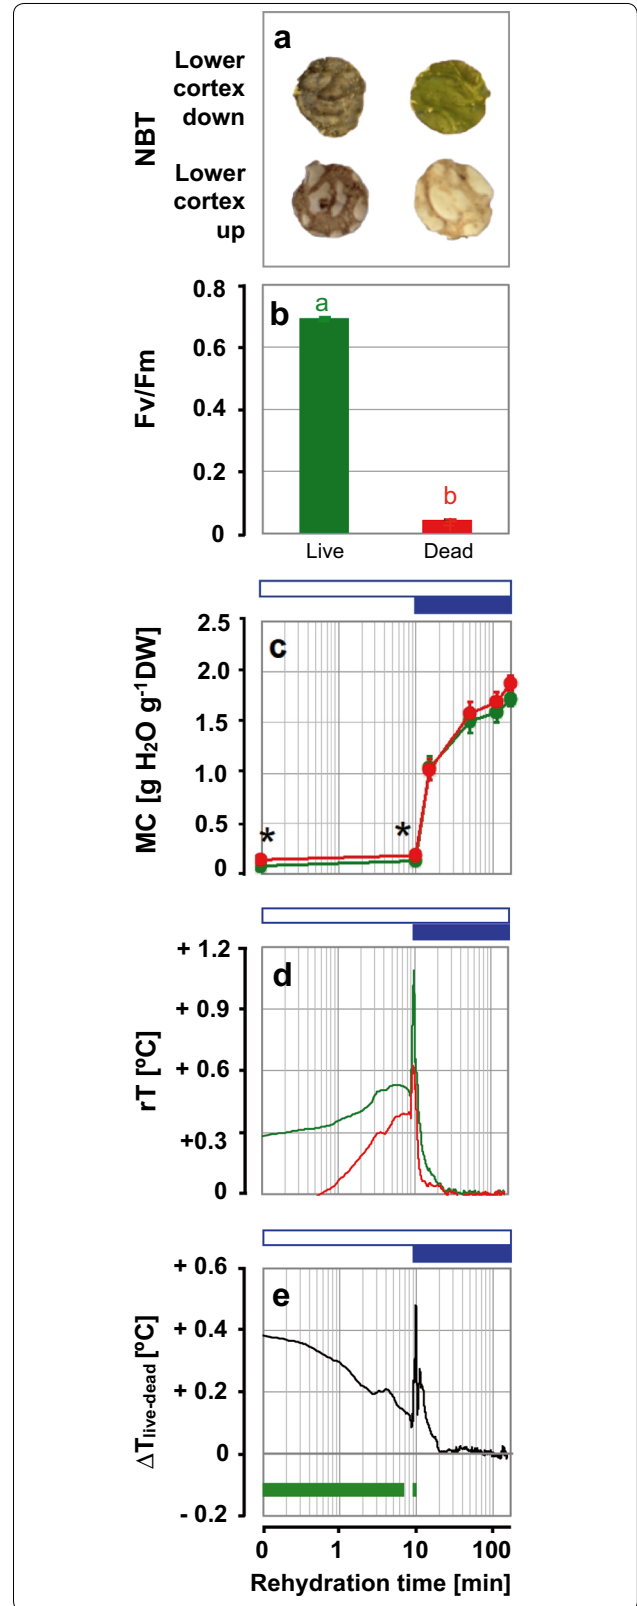 a
Lower
cortex
down
NBT
Lower
cortex
up
b
Fv/Fm
0.8
0.6
0.4
0.2
0
a
b
Live
Dead
c
MC [g H₂O g⁻¹DW]
2.5
2.0
1.5
1.0
0.5
0
*
*
d
rT [ºC]
+ 1.2
+ 0.9
+ 0.6
+0.3
0
e
ΔT live-dead [ºC]
+ 0.6
+ 0.4
+ 0.2
0
- 0.2
0 1 10 100
Rehydration time [min]